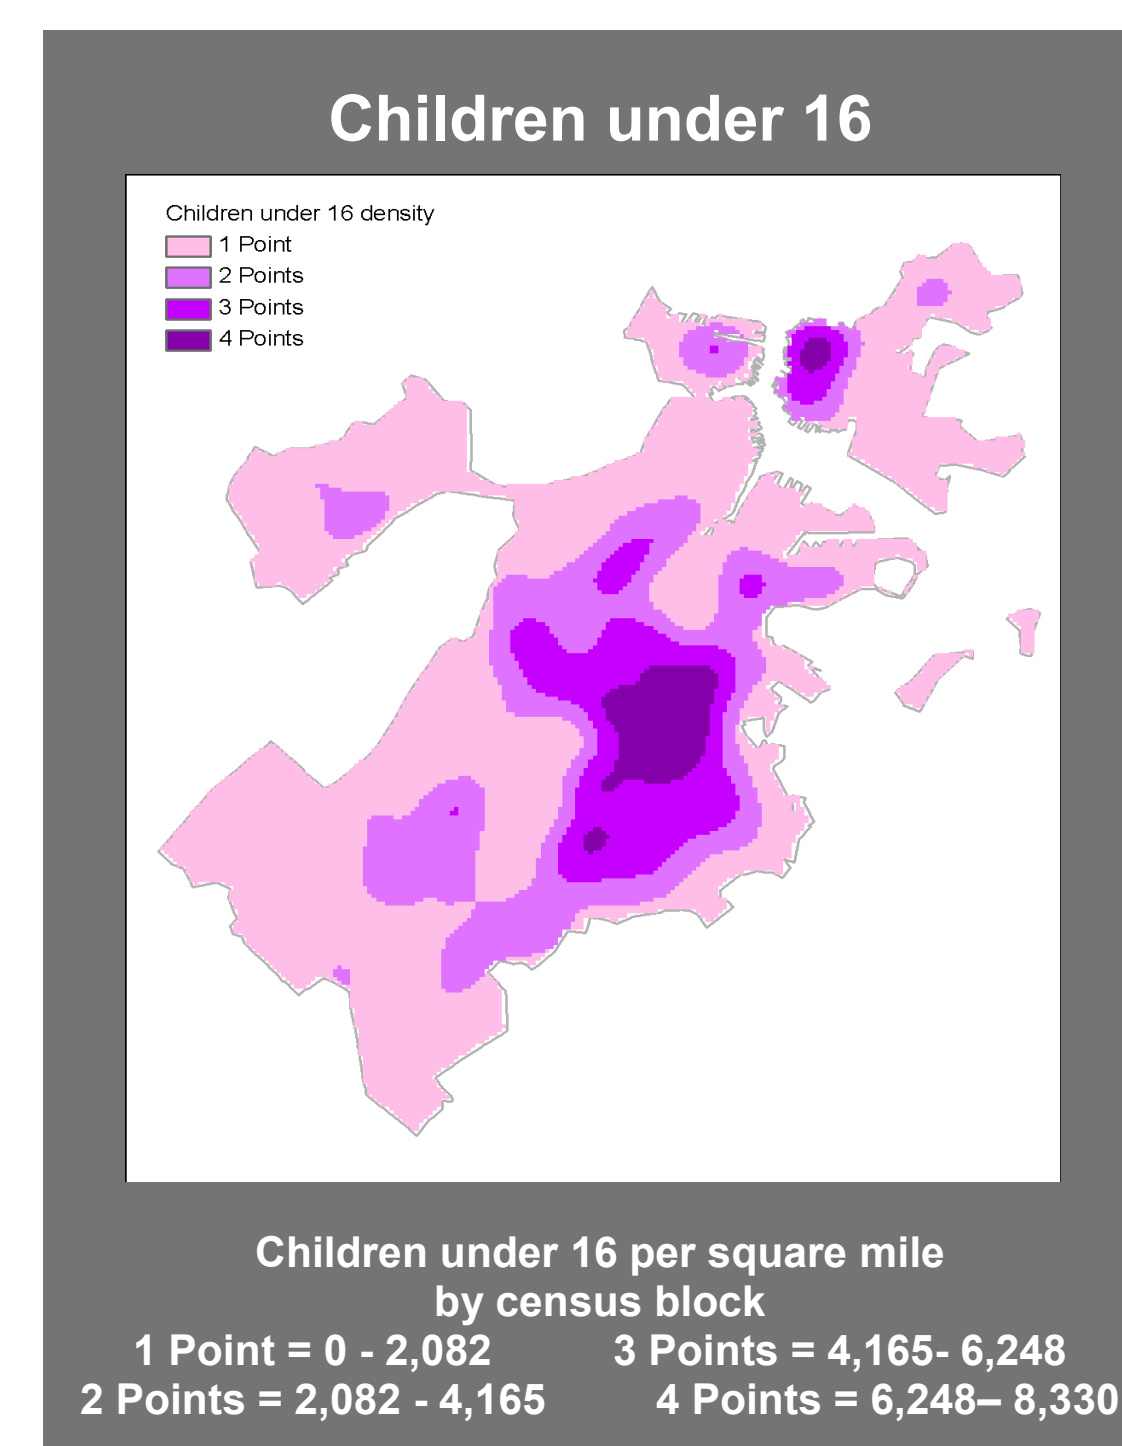 Children under 16
Children under 16 density
1 Point
2 Points
3 Points
4 Points
Children under 16 per square mile
by census block
1 Point = 0 - 2,082 3 Points = 4,165- 6,248
2 Points = 2,082 - 4,165 4 Points = 6,248– 8,330